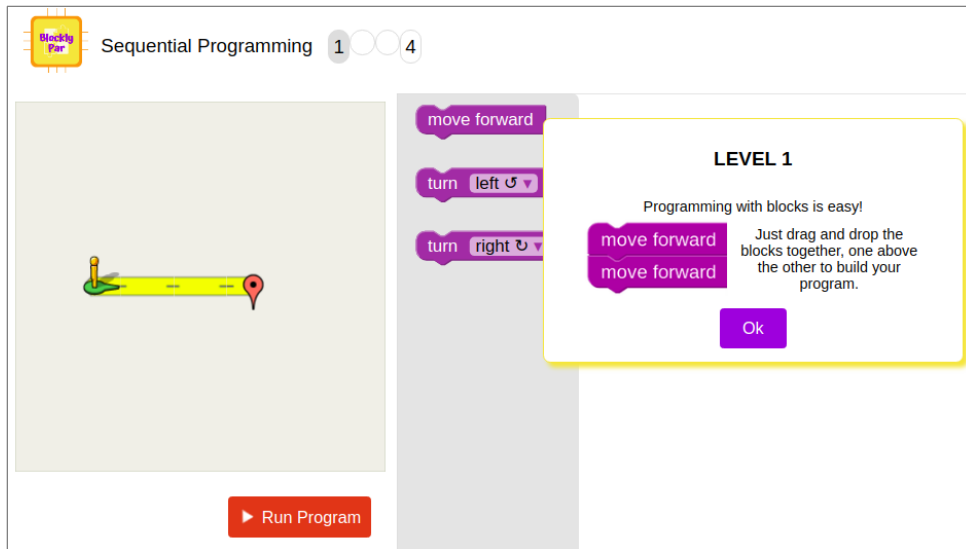 Blockly
Par
Sequential Programming 1 4
move forward
turn left ↺ ▼
turn right ↻ ▼
LEVEL 1
Programming with blocks is easy!
move forward
move forward
Just drag and drop the
blocks together, one above
the other to build your
program.
Ok
Run Program